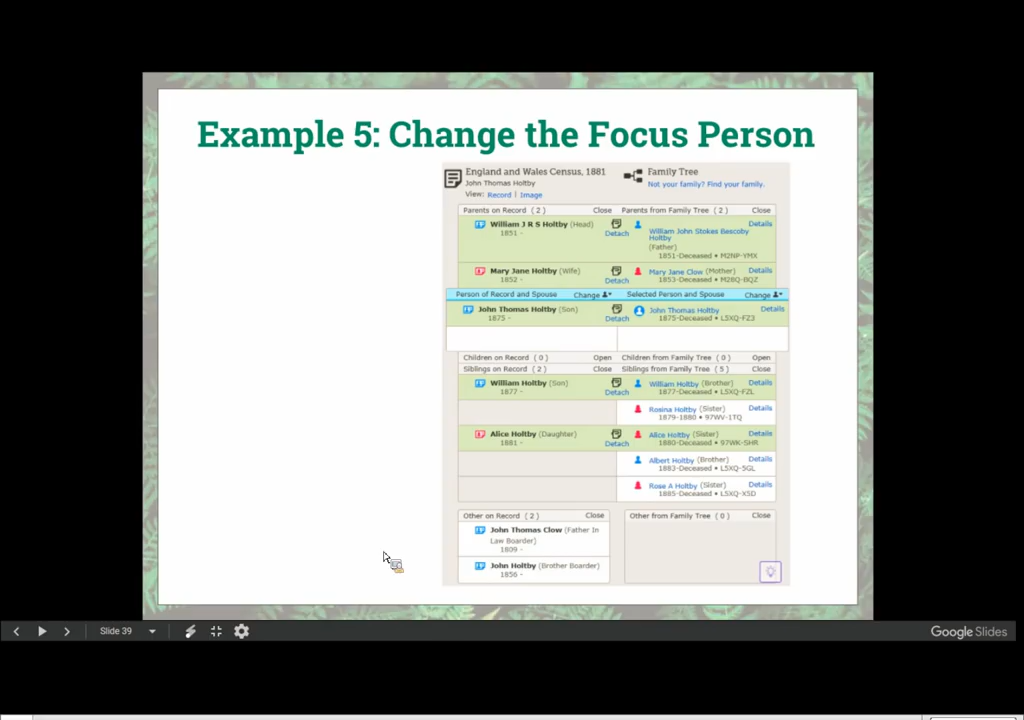 Example 5: Change the Focus Person
England and Wales Census, 1881
John Thomas Holtby
View: Record | Image
Family Tree
Not your family? Find your family.
Parents on Record ( 2 ) Close Parents from Family Tree ( 2 ) Close
William J R S Holtby (Head)
1851 -
Detach
William John Stokes Bescoby Holtby
(Father)
1851-Deceased • M2NP-YMX
Details
Mary Jane Holtby (Wife)
1852 -
Detach
Mary Jane Clow (Mother)
1853-Deceased • M28Q-BQZ
Details
Person of Record and Spouse Change Selected Person and Spouse Change
John Thomas Holtby (Son)
1875 -
Detach
John Thomas Holtby
1875-Deceased • L5XQ-FZ3
Details
Children on Record ( 0 ) Open Children from Family Tree ( 0 ) Open
Siblings on Record ( 2 ) Close Siblings from Family Tree ( 5 ) Close
William Holtby (Son)
1877 -
Detach
William Holtby (Brother)
1877-Deceased • L5XQ-FZL
Details
Rosina Holtby (Sister)
1879-1880 • 97WV-1TQ
Details
Alice Holtby (Daughter)
1881 -
Detach
Alice Holtby (Sister)
1880-Deceased • 97WK-SHR
Details
Albert Holtby (Brother)
1883-Deceased • L5XQ-5GL
Details
Rose A Holtby (Sister)
1885-Deceased • L5XQ-X5D
Details
Other on Record ( 2 ) Close Other from Family Tree ( 0 ) Close
John Thomas Clow (Father In
Law Boarder)
1809 -
John Holtby (Brother Boarder)
1856 -
Slide 39
Google Slides